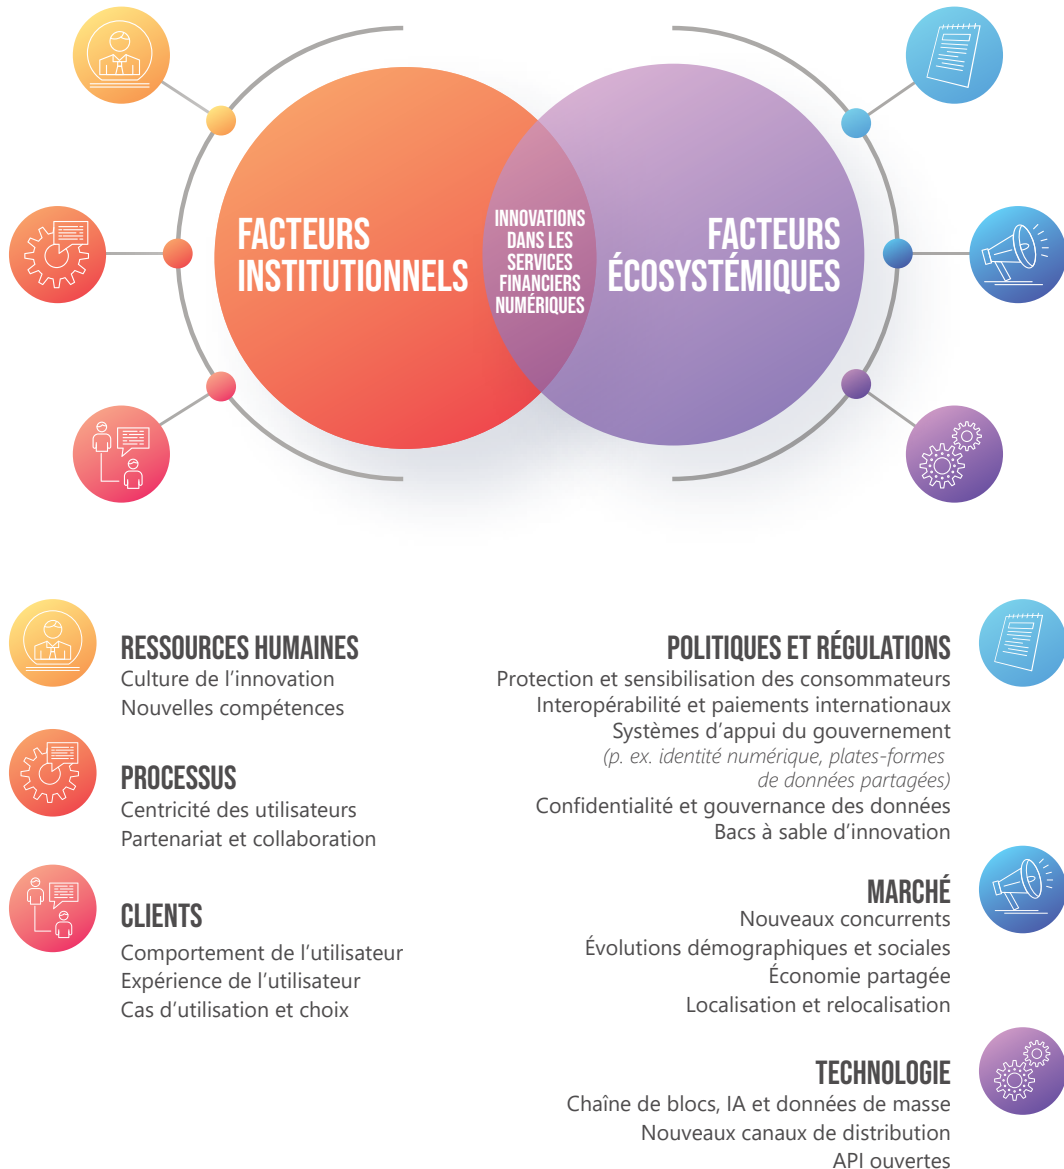 FACTEURS
INSTITUTIONNELS
INNOVATIONS
DANS LES
SERVICES
FINANCIERS
NUMÉRIQUES
FACTEURS
ÉCOSYSTÉMIQUES
RESSOURCES HUMAINES
Culture de l’innovation
Nouvelles compétences
PROCESSUS
Centricité des utilisateurs
Partenariat et collaboration
CLIENTS
Comportement de l’utilisateur
Expérience de l’utilisateur
Cas d’utilisation et choix
POLITIQUES ET RÉGULATIONS
Protection et sensibilisation des consommateurs
Interopérabilité et paiements internationaux
Systèmes d’appui du gouvernement
(p. ex. identité numérique, plates-formes
de données partagées)
Confidentialité et gouvernance des données
Bacs à sable d’innovation
MARCHÉ
Nouveaux concurrents
Évolutions démographiques et sociales
Économie partagée
Localisation et relocalisation
TECHNOLOGIE
Chaîne de blocs, IA et données de masse
Nouveaux canaux de distribution
API ouvertes